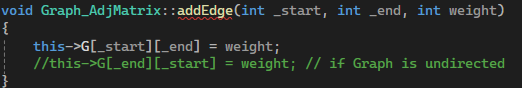 void Graph_AdjMatrix::addEdge(int _start, int _end, int weight)
{
this->G[_start][_end] = weight;
//this->G[_end][_start] = weight; // if Graph is undirected
}